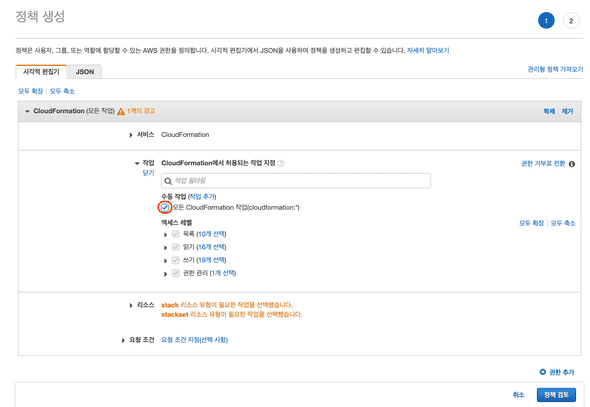 정책 생성
1
2
정책은 사용자, 그룹, 또는 역할에 할당할 수 있는 AWS 권한을 정의합니다. 시각적 편집기에서 JSON을 사용하여 정책을 생성하고 편집할 수 있습니다. 자세히 알아보기
시각적 편집기
JSON
관리형 정책 가져오기
모두 확장 | 모두 축소
CloudFormation (모든 작업) 1개의 경고
복제 | 제거
서비스 CloudFormation
작업 CloudFormation에서 허용되는 작업 지정
권한 거부로 전환
닫기
작업 필터링
수동 작업 (작업 추가)
모든 CloudFormation 작업(cloudformation:*)
액세스 레벨
모두 확장 | 모두 축소
목록 (10개 선택)
읽기 (16개 선택)
쓰기 (19개 선택)
권한 관리 (1개 선택)
리소스 stack 리소스 유형이 필요한 작업을 선택했습니다.
stackset 리소스 유형이 필요한 작업을 선택했습니다.
요청 조건 요청 조건 지정(선택 사항)
권한 추가
취소
정책 검토